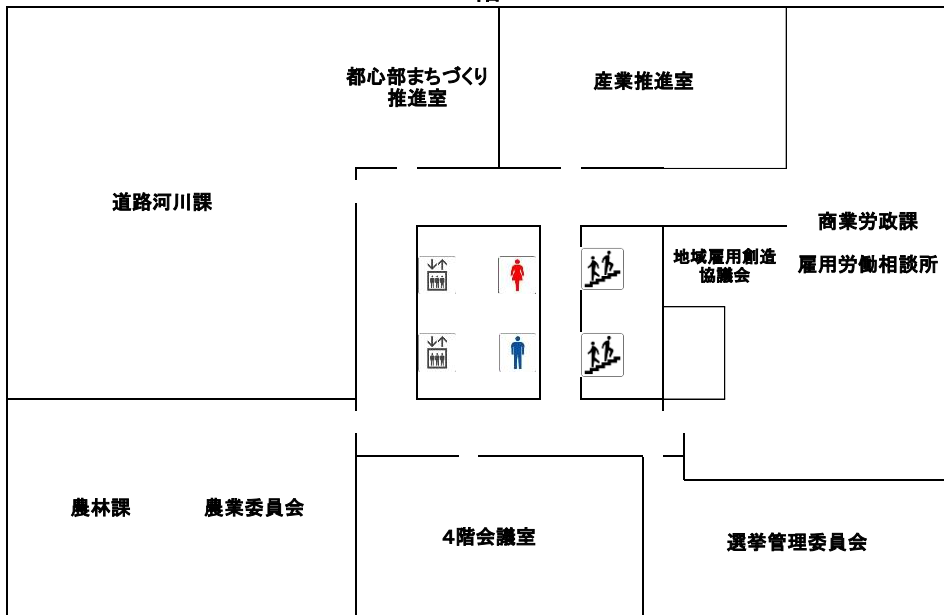 都心部まちづくり
推進室
産業推進室
道路河川課
商業労政課
地域雇用創造
協議会
雇用労働相談所
農林課
農業委員会
4階会議室
選挙管理委員会